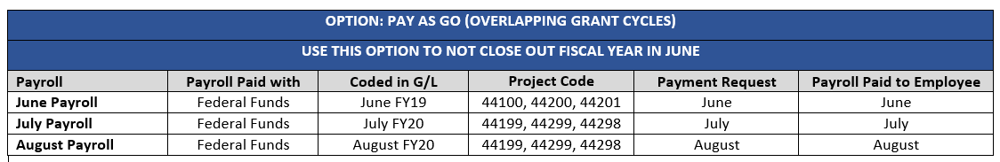 OPTION: PAY AS GO (OVERLAPPING GRANT CYCLES)
USE THIS OPTION TO NOT CLOSE OUT FISCAL YEAR IN JUNE
Payroll Payroll Paid with Coded in G/L Project Code Payment Request Payroll Paid to Employee
June Payroll Federal Funds June FY19 44100, 44200, 44201 June June
July Payroll Federal Funds July FY20 44199, 44299, 44298 July July
August Payroll Federal Funds August FY20 44199, 44299, 44298 August August